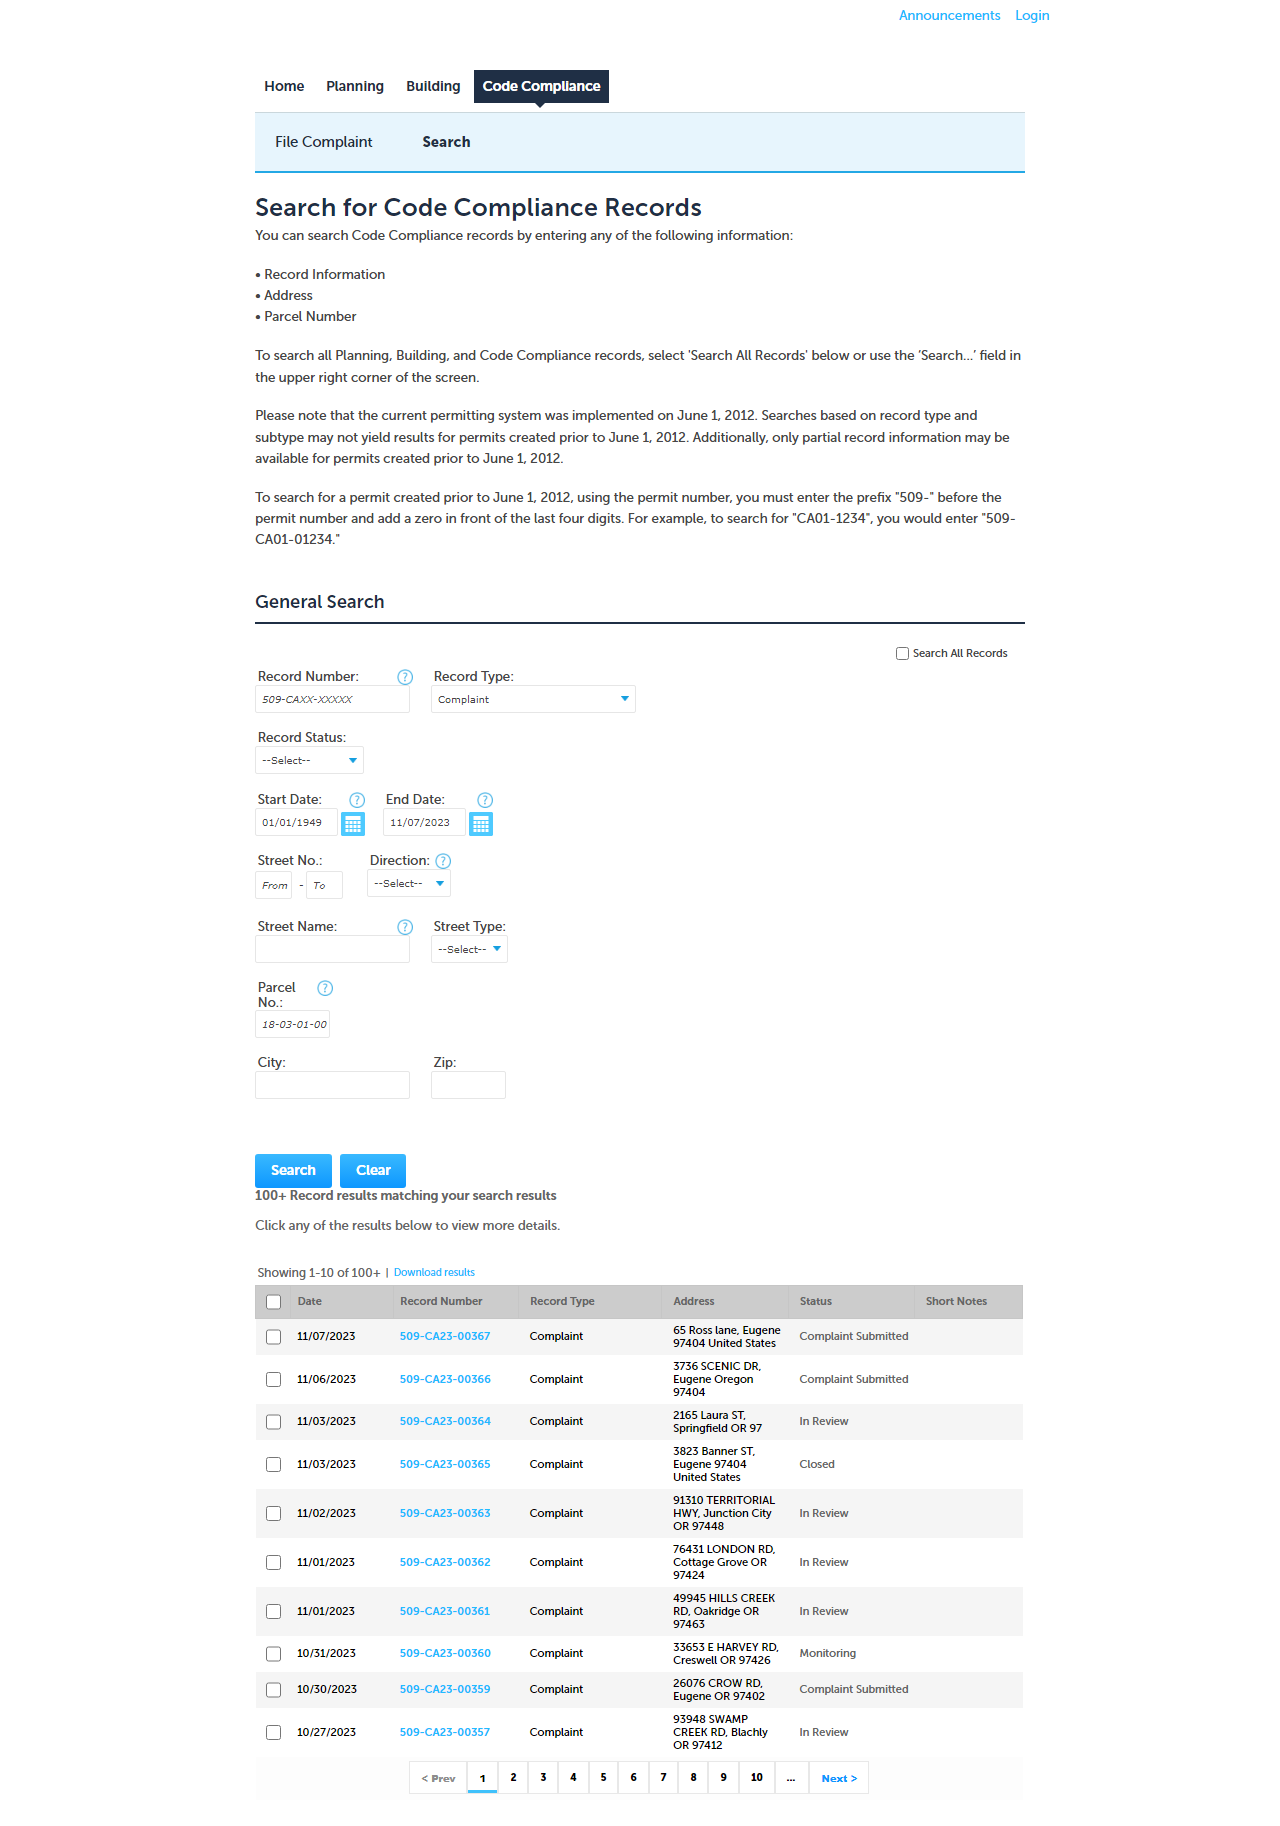 Announcements Login
Home Planning Building Code Compliance
File Complaint Search
Search for Code Compliance Records
You can search Code Compliance records by entering any of the following information:
• Record Information
• Address
• Parcel Number
To search all Planning, Building, and Code Compliance records, select 'Search All Records' below or use the ‘Search...’ field in
the upper right corner of the screen.
Please note that the current permitting system was implemented on June 1, 2012. Searches based on record type and
subtype may not yield results for permits created prior to June 1, 2012. Additionally, only partial record information may be
available for permits created prior to June 1, 2012.
To search for a permit created prior to June 1, 2012, using the permit number, you must enter the prefix "509-" before the
permit number and add a zero in front of the last four digits. For example, to search for "CA01-1234", you would enter "509-
CA01-01234."
General Search
Search All Records
Record Number: ? Record Type:
509-CAXX-XXXXX Complaint
Record Status:
--Select--
Start Date: ? End Date: ?
01/01/1949 11/07/2023
Street No.: Direction: ?
From - To --Select--
Street Name: ? Street Type:
--Select--
Parcel ?
No.:
18-03-01-00
City: Zip:
Search Clear
100+ Record results matching your search results
Click any of the results below to view more details.
Showing 1-10 of 100+ | Download results
Date Record Number Record Type Address Status Short Notes
11/07/2023 509-CA23-00367 Complaint 65 Ross lane, Eugene Complaint Submitted
97404 United States
11/06/2023 509-CA23-00366 Complaint 3736 SCENIC DR, Complaint Submitted
Eugene Oregon
97404
11/03/2023 509-CA23-00364 Complaint 2165 Laura ST, In Review
Springfield OR 97
11/03/2023 509-CA23-00365 Complaint 3823 Banner ST, Closed
Eugene 97404
United States
11/02/2023 509-CA23-00363 Complaint 91310 TERRITORIAL In Review
HWY, Junction City
OR 97448
11/01/2023 509-CA23-00362 Complaint 76431 LONDON RD, In Review
Cottage Grove OR
97424
11/01/2023 509-CA23-00361 Complaint 49945 HILLS CREEK In Review
RD, Oakridge OR
97463
10/31/2023 509-CA23-00360 Complaint 33653 E HARVEY RD, Monitoring
Creswell OR 97426
10/30/2023 509-CA23-00359 Complaint 26076 CROW RD, Complaint Submitted
Eugene OR 97402
10/27/2023 509-CA23-00357 Complaint 93948 SWAMP In Review
CREEK RD, Blachly
OR 97412
< Prev 1 2 3 4 5 6 7 8 9 10 ... Next >